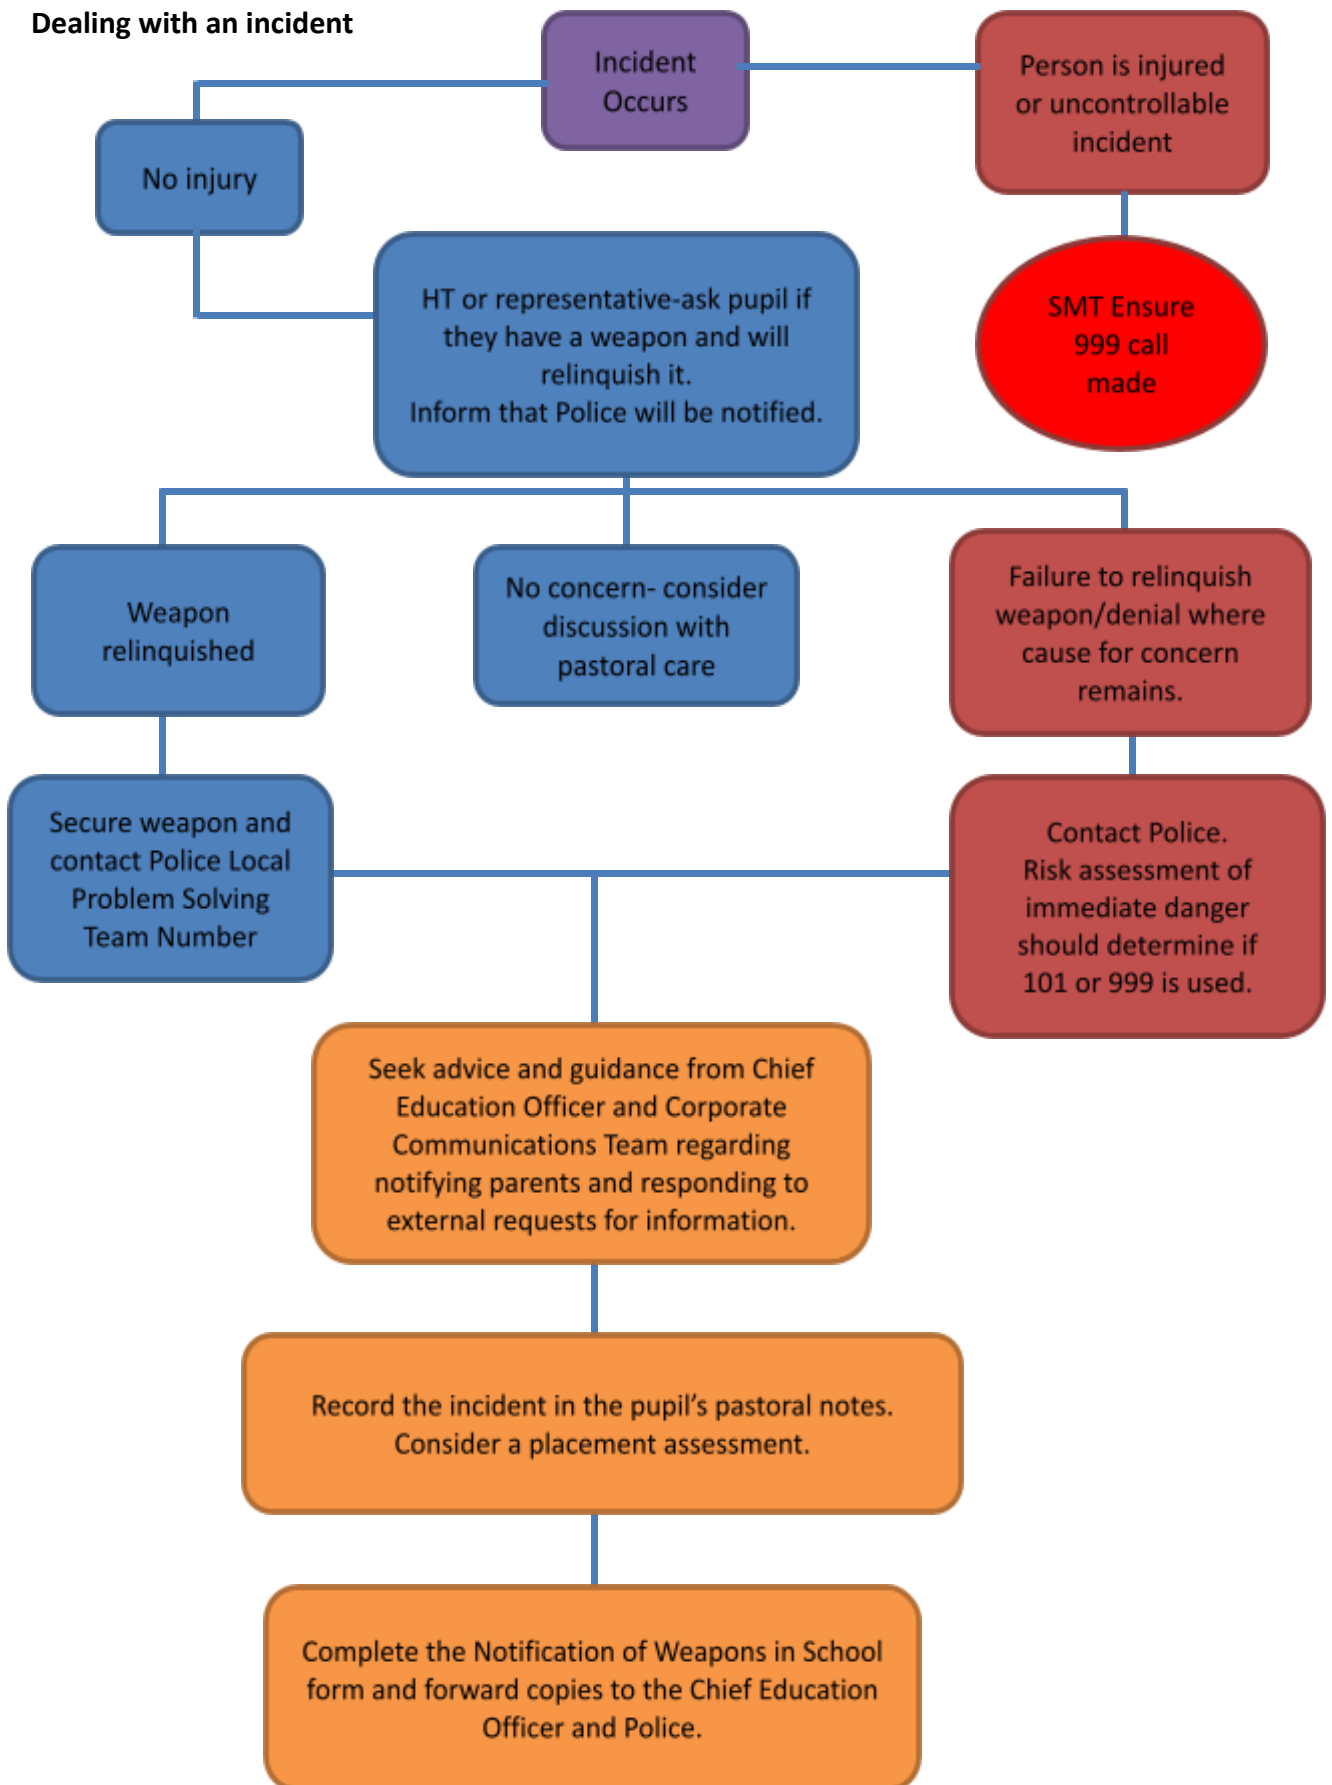 Dealing with an incident
Incident
Occurs
Person is injured
or uncontrollable
incident
No injury
HT or representative-ask pupil if
they have a weapon and will
relinquish it.
Inform that Police will be notified.
SMT Ensure
999 call
made
Weapon
relinquished
No concern- consider
discussion with
pastoral care
Failure to relinquish
weapon/denial where
cause for concern
remains.
Secure weapon and
contact Police Local
Problem Solving
Team Number
Contact Police.
Risk assessment of
immediate danger
should determine if
101 or 999 is used.
Seek advice and guidance from Chief
Education Officer and Corporate
Communications Team regarding
notifying parents and responding to
external requests for information.
Record the incident in the pupil’s pastoral notes.
Consider a placement assessment.
Complete the Notification of Weapons in School
form and forward copies to the Chief Education
Officer and Police.